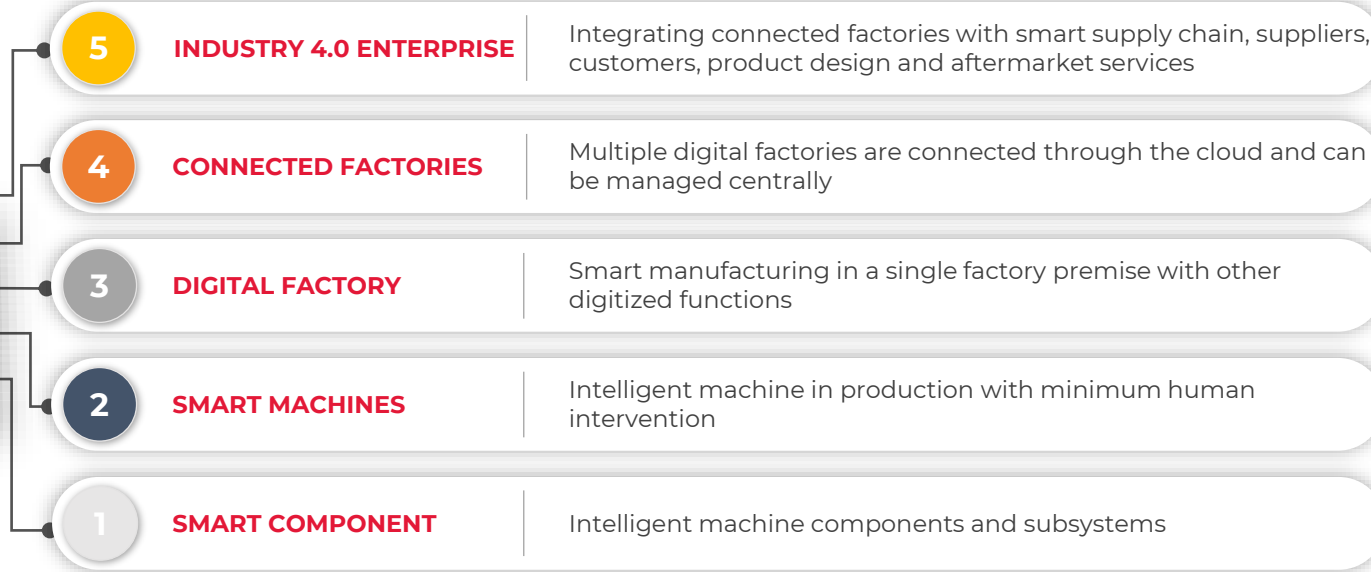 5
INDUSTRY 4.0 ENTERPRISE
Integrating connected factories with smart supply chain, suppliers,
customers, product design and aftermarket services
4
CONNECTED FACTORIES
Multiple digital factories are connected through the cloud and can
be managed centrally
3
DIGITAL FACTORY
Smart manufacturing in a single factory premise with other
digitized functions
2
SMART MACHINES
Intelligent machine in production with minimum human
intervention
1
SMART COMPONENT
Intelligent machine components and subsystems